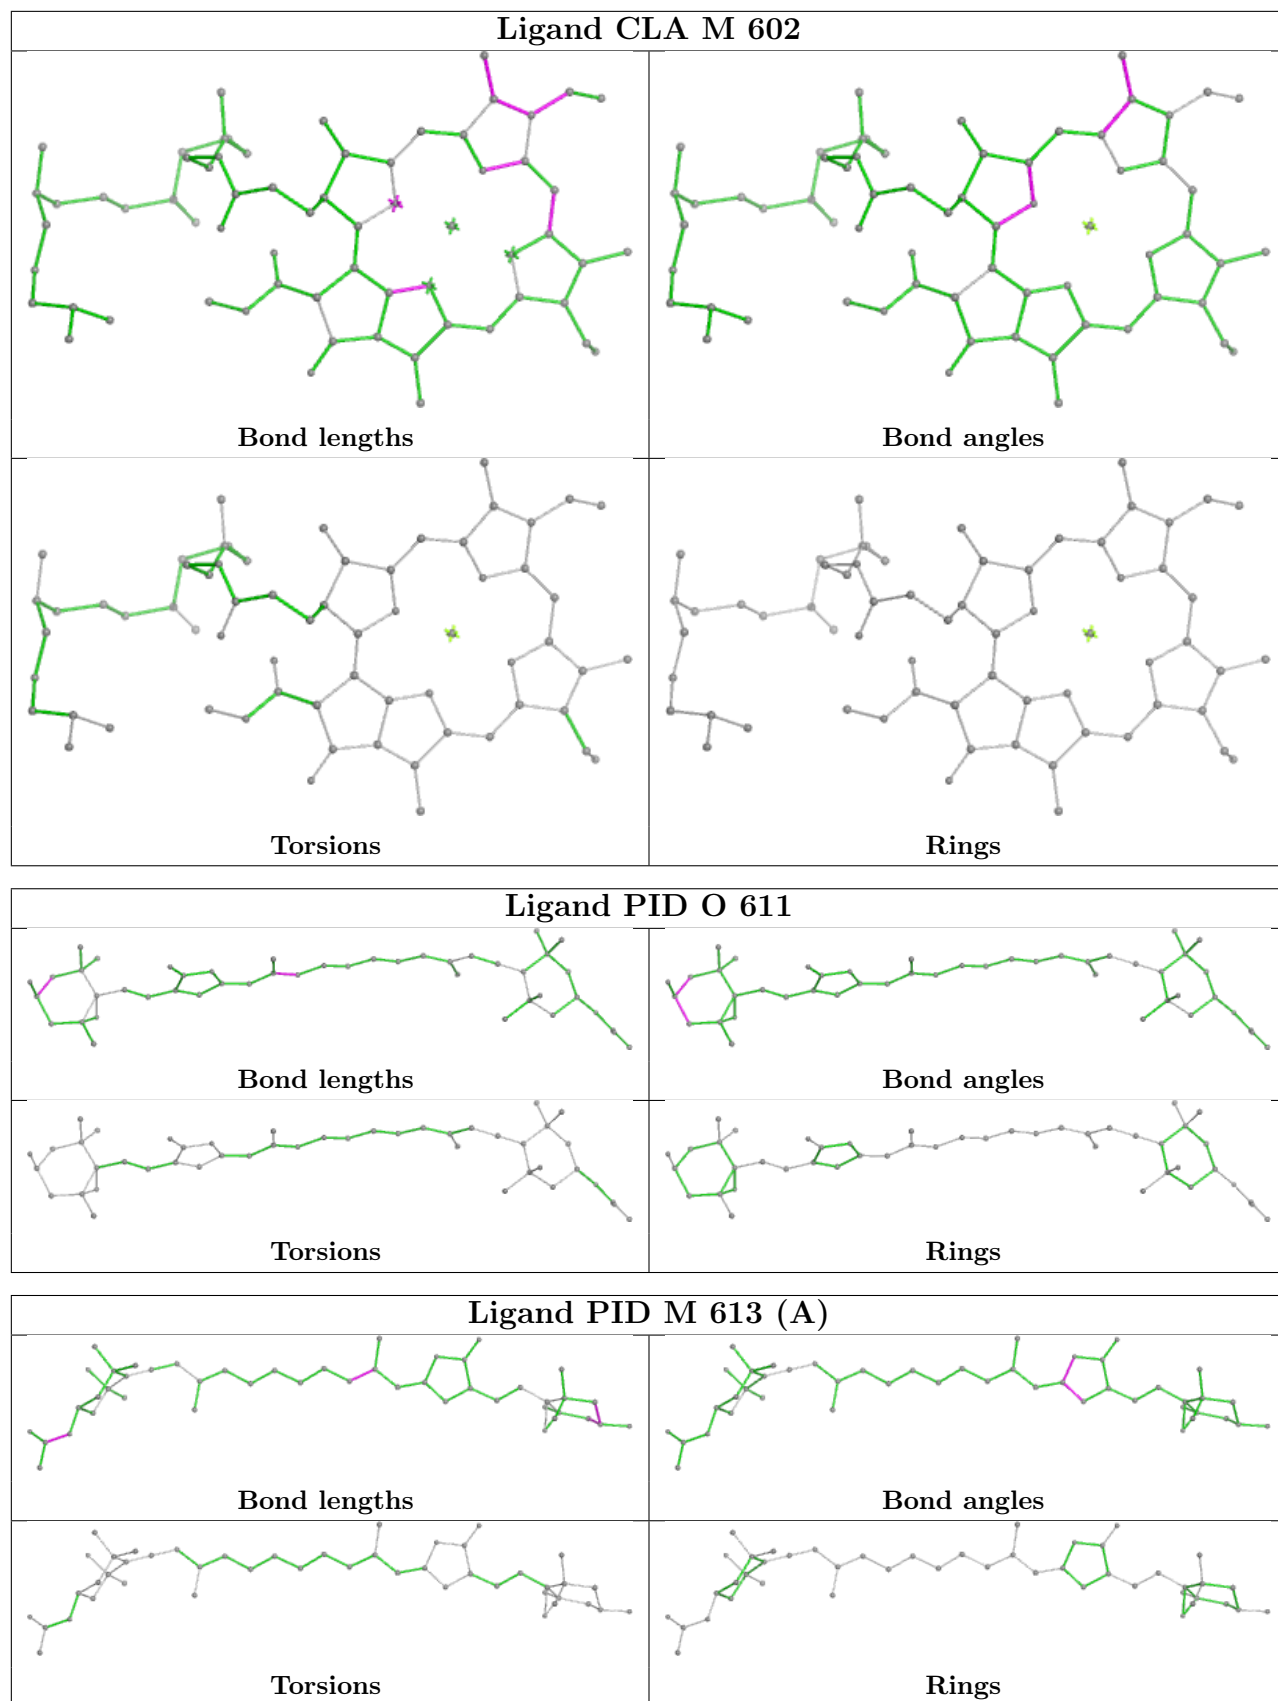 Ligand CLA M 602
Bond lengths
Bond angles
Torsions
Rings
Ligand PID O 611
Bond lengths
Bond angles
Torsions
Rings
Ligand PID M 613 (A)
Bond lengths
Bond angles
Torsions
Rings